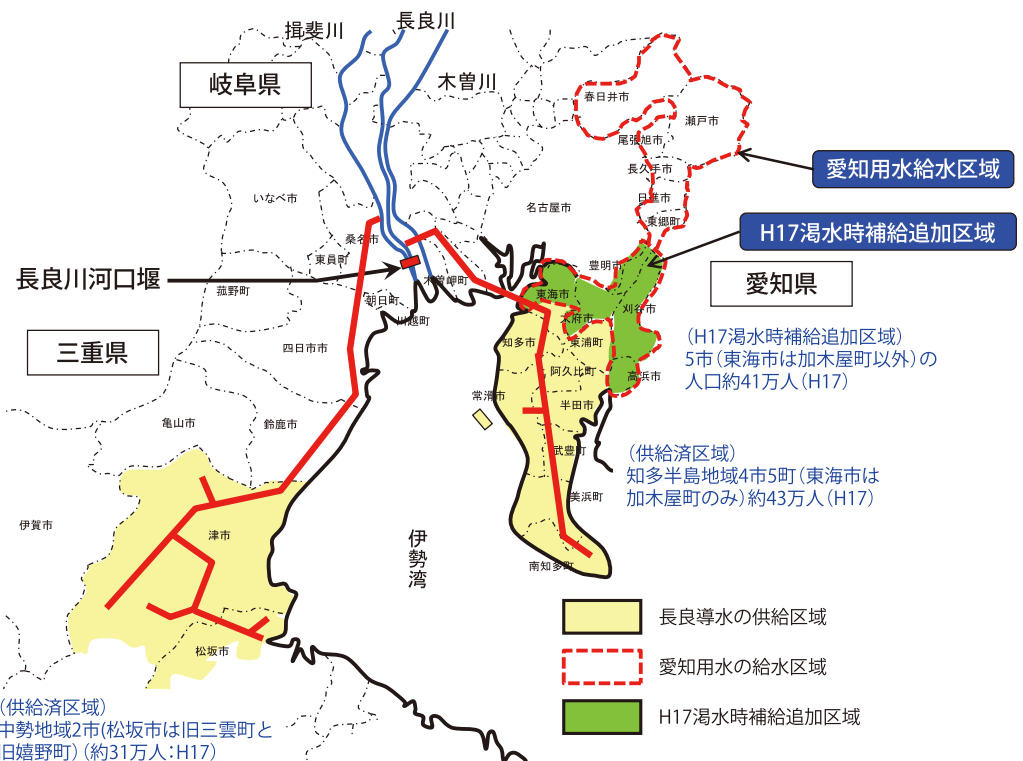 揖斐川
長良川
木曽川
岐阜県
春日井市
瀬戸市
尾張旭市
長久手市
日進市
東郷町
愛知用水給水区域
いなべ市
名古屋市
H17渇水時補給追加区域
桑名市
東員町
豊明市
長良川河口堰
木曽岬町
愛知県
菰野町
朝日町
川越町
東海市
刈谷市
大府市
三重県
四日市市
知多市
東浦町
(H17渇水時補給追加区域)
5市(東海市は加木屋町以外)の
人口約41万人(H17)
阿久比町
高浜市
常滑市
半田市
亀山市
鈴鹿市
武豊町
(供給済区域)
知多半島地域4市5町(東海市は
加木屋町のみ)約43万人(H17)
美浜町
伊賀市
津市
伊勢湾
南知多町
長良導水の供給区域
松坂市
愛知用水の給水区域
H17渇水時補給追加区域
(供給済区域)
中勢地域2市(松坂市は旧三雲町と
旧嬉野町)(約31万人:H17)